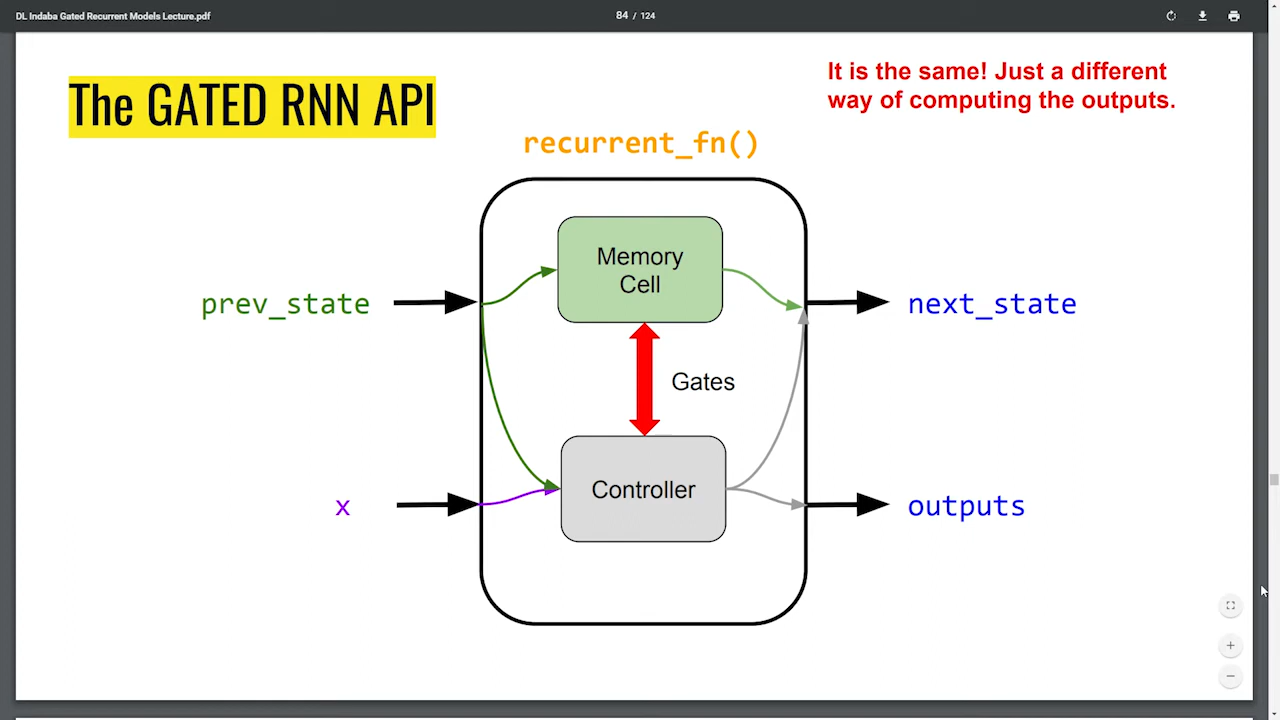 DL Indaba Gated Recurrent Models Lecture.pdf
84 / 124
The GATED RNN API
It is the same! Just a different
way of computing the outputs.
recurrent_fn()
Memory
Cell
prev_state
next_state
Gates
Controller
x
outputs